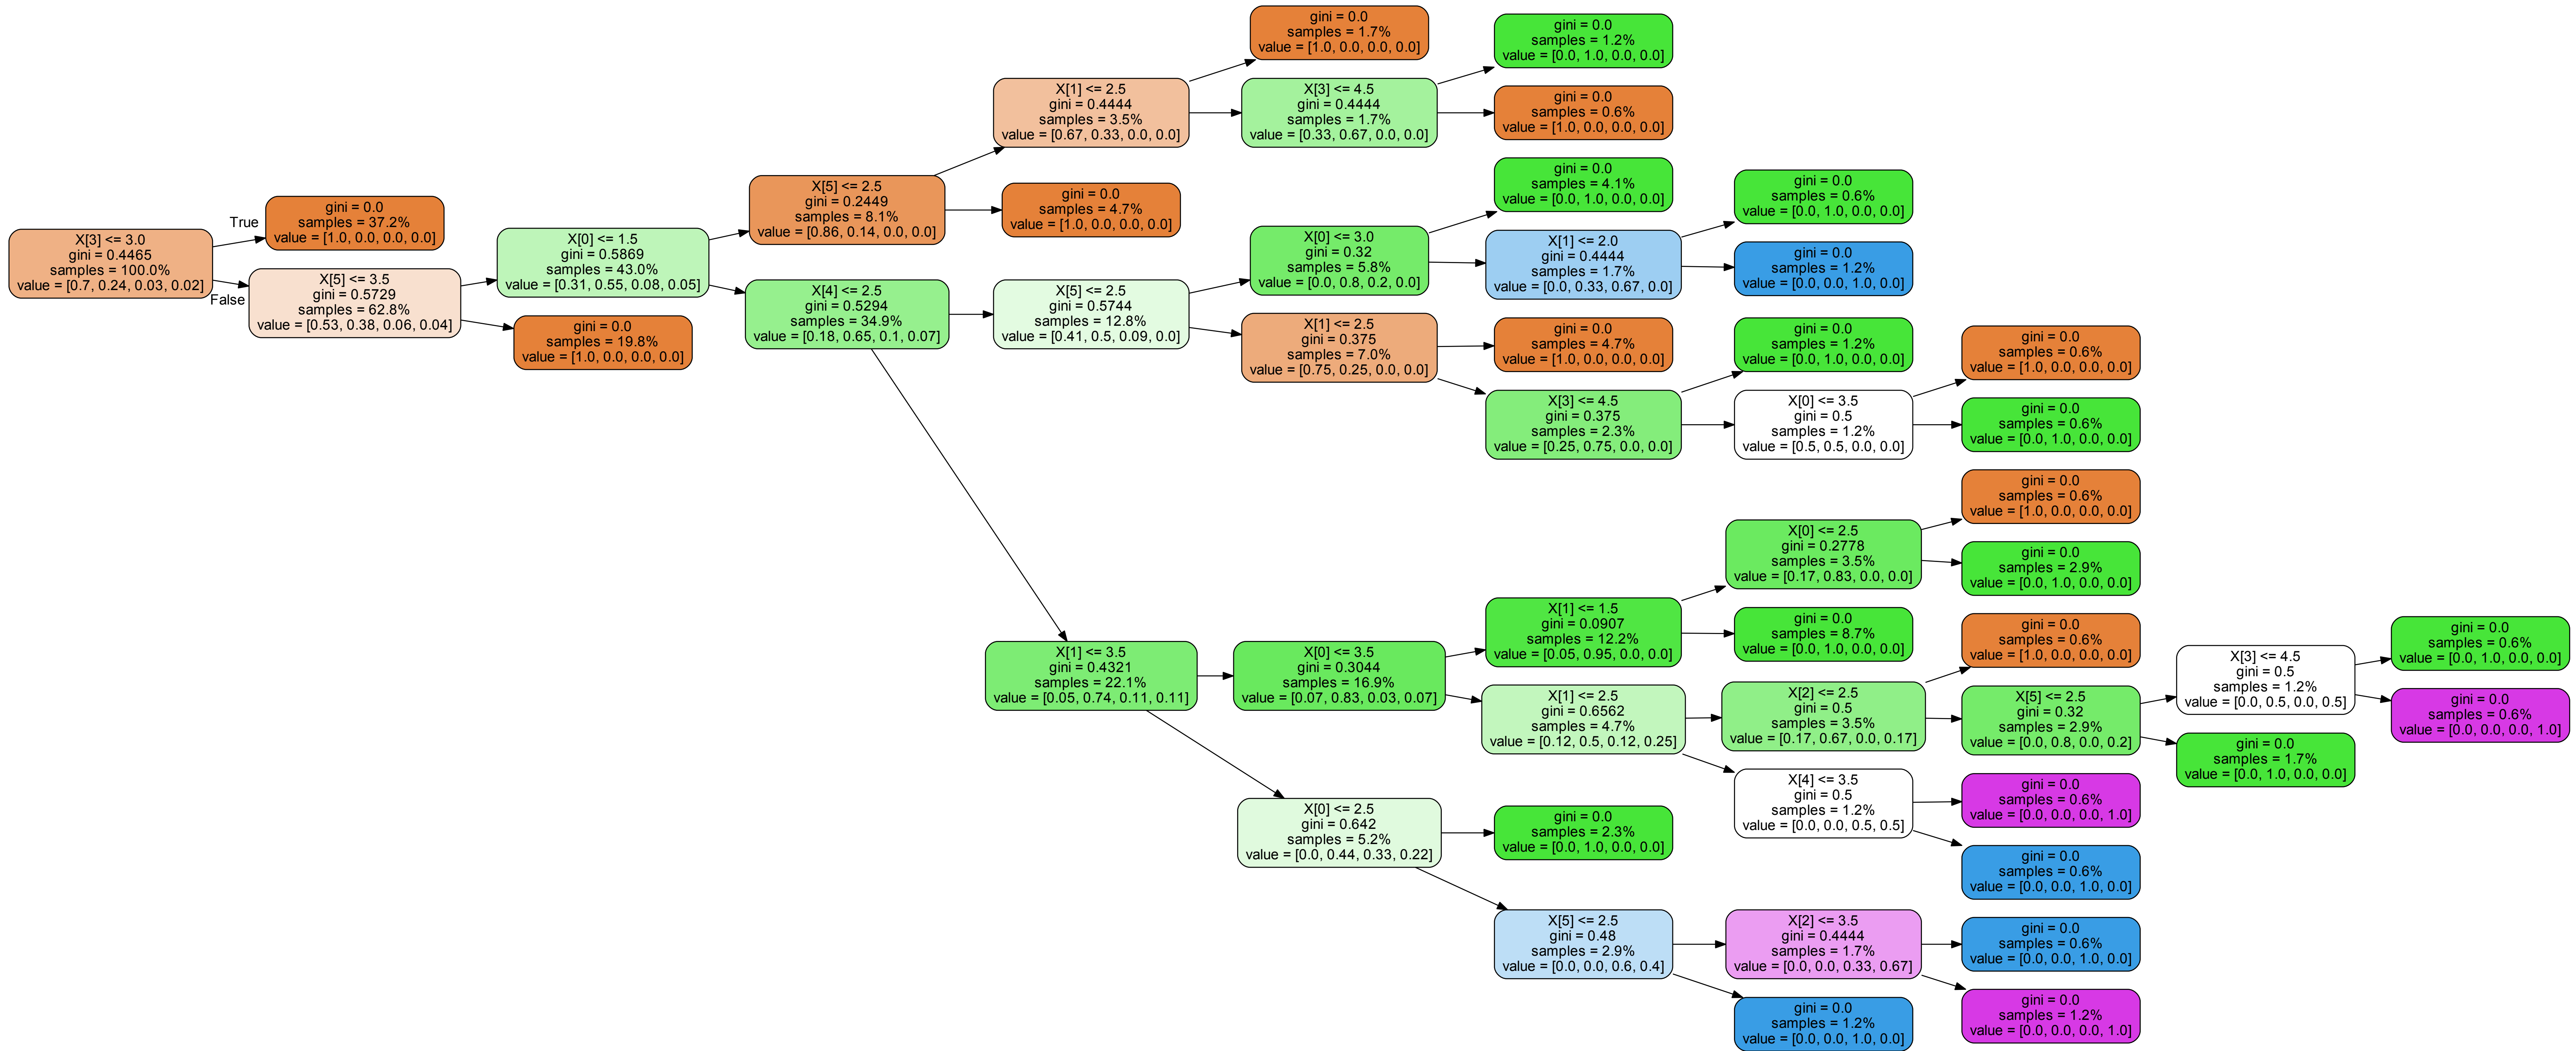 X[3] <= 3.0
gini = 0.4465
samples = 100.0%
value = [0.7, 0.24, 0.03, 0.02]
True
False
gini = 0.0
samples = 37.2%
value = [1.0, 0.0, 0.0, 0.0]
X[5] <= 3.5
gini = 0.5729
samples = 62.8%
value = [0.53, 0.38, 0.06, 0.04]
X[0] <= 1.5
gini = 0.5869
samples = 43.0%
value = [0.31, 0.55, 0.08, 0.05]
gini = 0.0
samples = 19.8%
value = [1.0, 0.0, 0.0, 0.0]
X[5] <= 2.5
gini = 0.2449
samples = 8.1%
value = [0.86, 0.14, 0.0, 0.0]
X[4] <= 2.5
gini = 0.5294
samples = 34.9%
value = [0.18, 0.65, 0.1, 0.07]
X[1] <= 2.5
gini = 0.4444
samples = 3.5%
value = [0.67, 0.33, 0.0, 0.0]
gini = 0.0
samples = 4.7%
value = [1.0, 0.0, 0.0, 0.0]
X[5] <= 2.5
gini = 0.5744
samples = 12.8%
value = [0.41, 0.5, 0.09, 0.0]
X[1] <= 3.5
gini = 0.4321
samples = 22.1%
value = [0.05, 0.74, 0.11, 0.11]
gini = 0.0
samples = 1.7%
value = [1.0, 0.0, 0.0, 0.0]
X[3] <= 4.5
gini = 0.4444
samples = 1.7%
value = [0.33, 0.67, 0.0, 0.0]
X[0] <= 3.0
gini = 0.32
samples = 5.8%
value = [0.0, 0.8, 0.2, 0.0]
X[1] <= 2.5
gini = 0.375
samples = 7.0%
value = [0.75, 0.25, 0.0, 0.0]
X[0] <= 3.5
gini = 0.3044
samples = 16.9%
value = [0.07, 0.83, 0.03, 0.07]
X[0] <= 2.5
gini = 0.642
samples = 5.2%
value = [0.0, 0.44, 0.33, 0.22]
gini = 0.0
samples = 1.2%
value = [0.0, 1.0, 0.0, 0.0]
gini = 0.0
samples = 0.6%
value = [1.0, 0.0, 0.0, 0.0]
gini = 0.0
samples = 4.1%
value = [0.0, 1.0, 0.0, 0.0]
X[1] <= 2.0
gini = 0.4444
samples = 1.7%
value = [0.0, 0.33, 0.67, 0.0]
gini = 0.0
samples = 4.7%
value = [1.0, 0.0, 0.0, 0.0]
X[3] <= 4.5
gini = 0.375
samples = 2.3%
value = [0.25, 0.75, 0.0, 0.0]
X[1] <= 1.5
gini = 0.0907
samples = 12.2%
value = [0.05, 0.95, 0.0, 0.0]
X[1] <= 2.5
gini = 0.6562
samples = 4.7%
value = [0.12, 0.5, 0.12, 0.25]
gini = 0.0
samples = 2.3%
value = [0.0, 1.0, 0.0, 0.0]
X[5] <= 2.5
gini = 0.48
samples = 2.9%
value = [0.0, 0.0, 0.6, 0.4]
gini = 0.0
samples = 0.6%
value = [0.0, 1.0, 0.0, 0.0]
gini = 0.0
samples = 1.2%
value = [0.0, 0.0, 1.0, 0.0]
gini = 0.0
samples = 1.2%
value = [0.0, 1.0, 0.0, 0.0]
X[0] <= 3.5
gini = 0.5
samples = 1.2%
value = [0.5, 0.5, 0.0, 0.0]
X[0] <= 2.5
gini = 0.2778
samples = 3.5%
value = [0.17, 0.83, 0.0, 0.0]
gini = 0.0
samples = 8.7%
value = [0.0, 1.0, 0.0, 0.0]
X[2] <= 2.5
gini = 0.5
samples = 3.5%
value = [0.17, 0.67, 0.0, 0.17]
X[4] <= 3.5
gini = 0.5
samples = 1.2%
value = [0.0, 0.0, 0.5, 0.5]
X[2] <= 3.5
gini = 0.4444
samples = 1.7%
value = [0.0, 0.0, 0.33, 0.67]
gini = 0.0
samples = 1.2%
value = [0.0, 0.0, 1.0, 0.0]
gini = 0.0
samples = 0.6%
value = [1.0, 0.0, 0.0, 0.0]
gini = 0.0
samples = 0.6%
value = [0.0, 1.0, 0.0, 0.0]
gini = 0.0
samples = 0.6%
value = [1.0, 0.0, 0.0, 0.0]
gini = 0.0
samples = 2.9%
value = [0.0, 1.0, 0.0, 0.0]
gini = 0.0
samples = 0.6%
value = [1.0, 0.0, 0.0, 0.0]
X[5] <= 2.5
gini = 0.32
samples = 2.9%
value = [0.0, 0.8, 0.0, 0.2]
gini = 0.0
samples = 0.6%
value = [0.0, 0.0, 0.0, 1.0]
gini = 0.0
samples = 0.6%
value = [0.0, 0.0, 1.0, 0.0]
gini = 0.0
samples = 0.6%
value = [0.0, 0.0, 1.0, 0.0]
gini = 0.0
samples = 1.2%
value = [0.0, 0.0, 0.0, 1.0]
X[3] <= 4.5
gini = 0.5
samples = 1.2%
value = [0.0, 0.5, 0.0, 0.5]
gini = 0.0
samples = 1.7%
value = [0.0, 1.0, 0.0, 0.0]
gini = 0.0
samples = 0.6%
value = [0.0, 1.0, 0.0, 0.0]
gini = 0.0
samples = 0.6%
value = [0.0, 0.0, 0.0, 1.0]